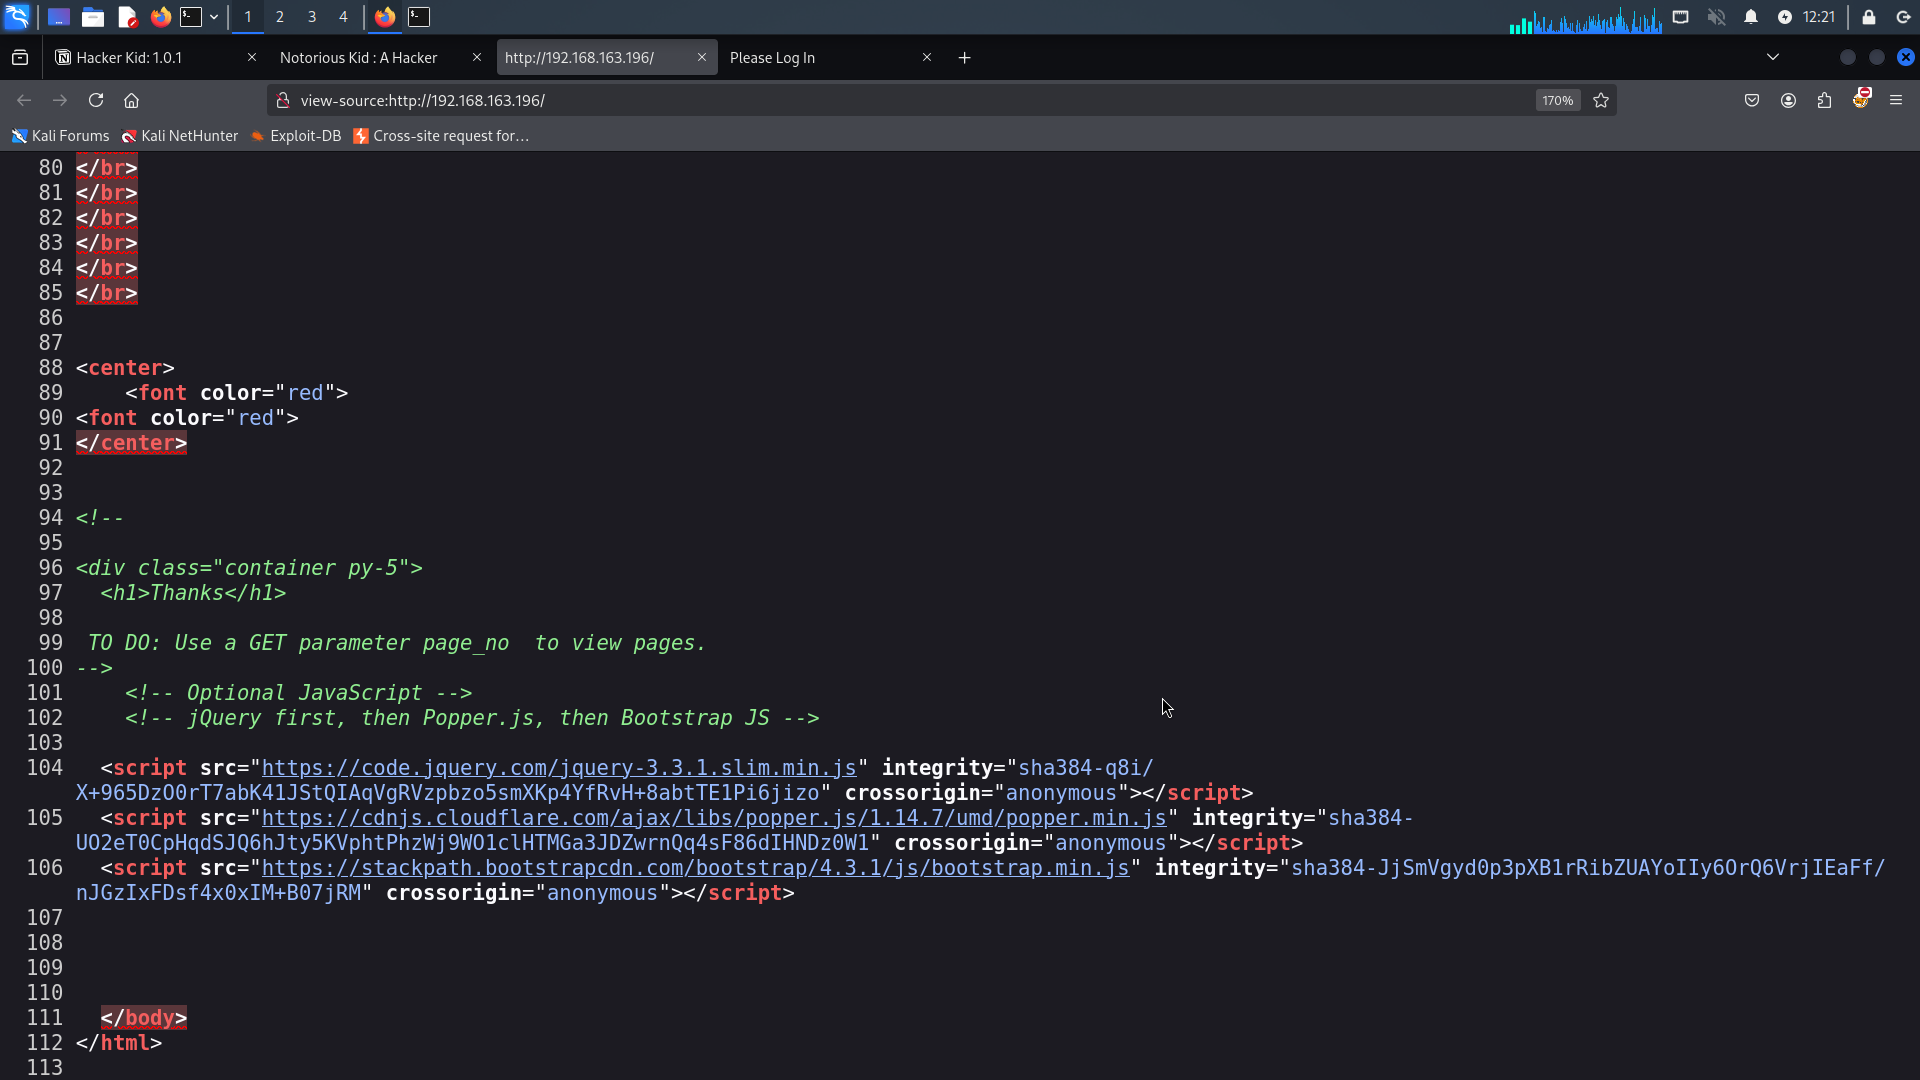 1 2 3 4 12:21
Hacker Kid: 1.0.1 Notorious Kid : A Hacker http://192.168.163.196/ Please Log In
view-source:http://192.168.163.196/ 170%
Kali Forums Kali NetHunter Exploit-DB Cross-site request for…
80 </br>
81 </br>
82 </br>
83 </br>
84 </br>
85 </br>
86
87
88 <center>
89     <font color="red">
90 <font color="red">
91 </center>
92
93
94 <!--
95
96 <div class="container py-5">
97   <h1>Thanks</h1>
98
99  TO DO: Use a GET parameter page_no  to view pages.
100 -->
101     <!-- Optional JavaScript -->
102     <!-- jQuery first, then Popper.js, then Bootstrap JS -->
103
104   <script src="https://code.jquery.com/jquery-3.3.1.slim.min.js" integrity="sha384-q8i/
X+965DzO0rT7abK41JStQIAqVgRVzpbzo5smXKp4YfRvH+8abtTE1Pi6jizo" crossorigin="anonymous"></script>
105   <script src="https://cdnjs.cloudflare.com/ajax/libs/popper.js/1.14.7/umd/popper.min.js" integrity="sha384-
UO2eT0CpHqdSJQ6hJty5KVphtPhzWj9WO1clHTMGa3JDZwrnQq4sF86dIHNDz0W1" crossorigin="anonymous"></script>
106   <script src="https://stackpath.bootstrapcdn.com/bootstrap/4.3.1/js/bootstrap.min.js" integrity="sha384-JjSmVgyd0p3pXB1rRibZUAYoIIy6OrQ6VrjIEaFf/
nJGzIxFDsf4x0xIM+B07jRM" crossorigin="anonymous"></script>
107
108
109
110
111   </body>
112 </html>
113